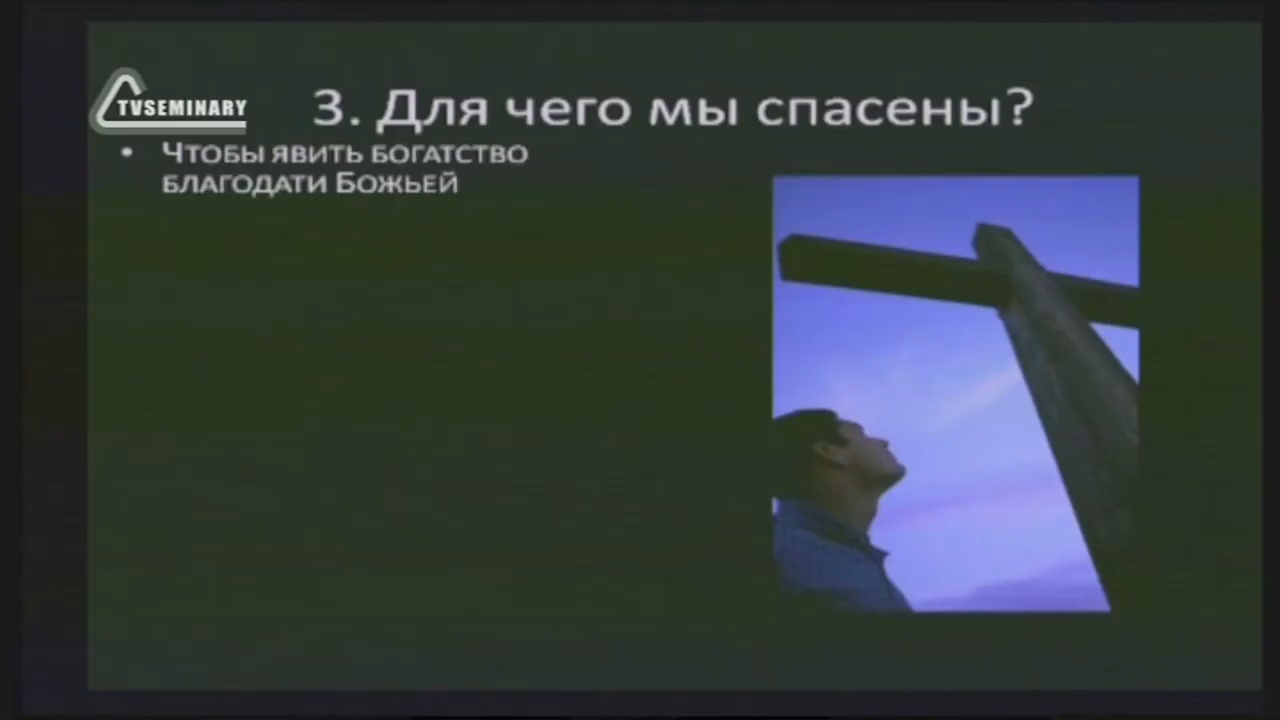 TVSEMINARY
3. Для чего мы спасены?
• Чтобы явить богатство
благодати Божьей